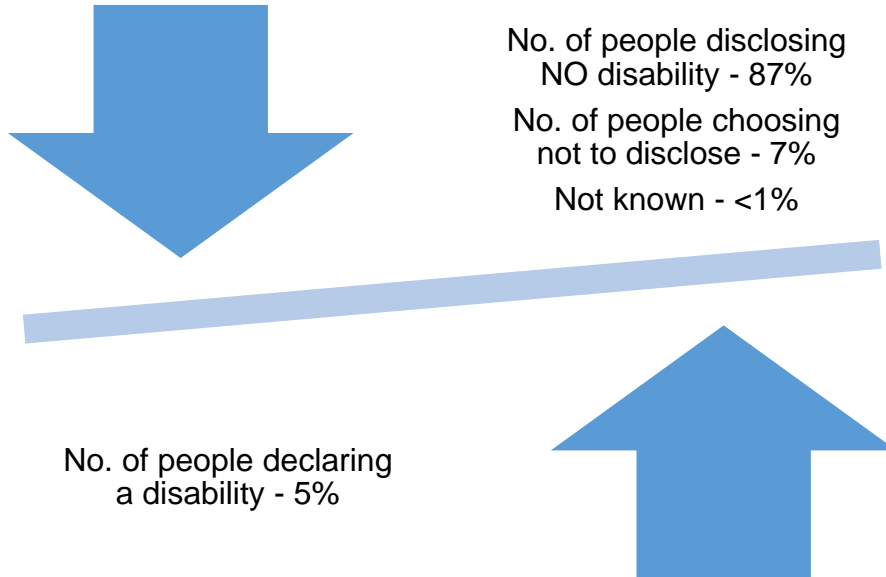 No. of people disclosing
NO disability - 87%
No. of people choosing
not to disclose - 7%
Not known - <1%
No. of people declaring
a disability - 5%